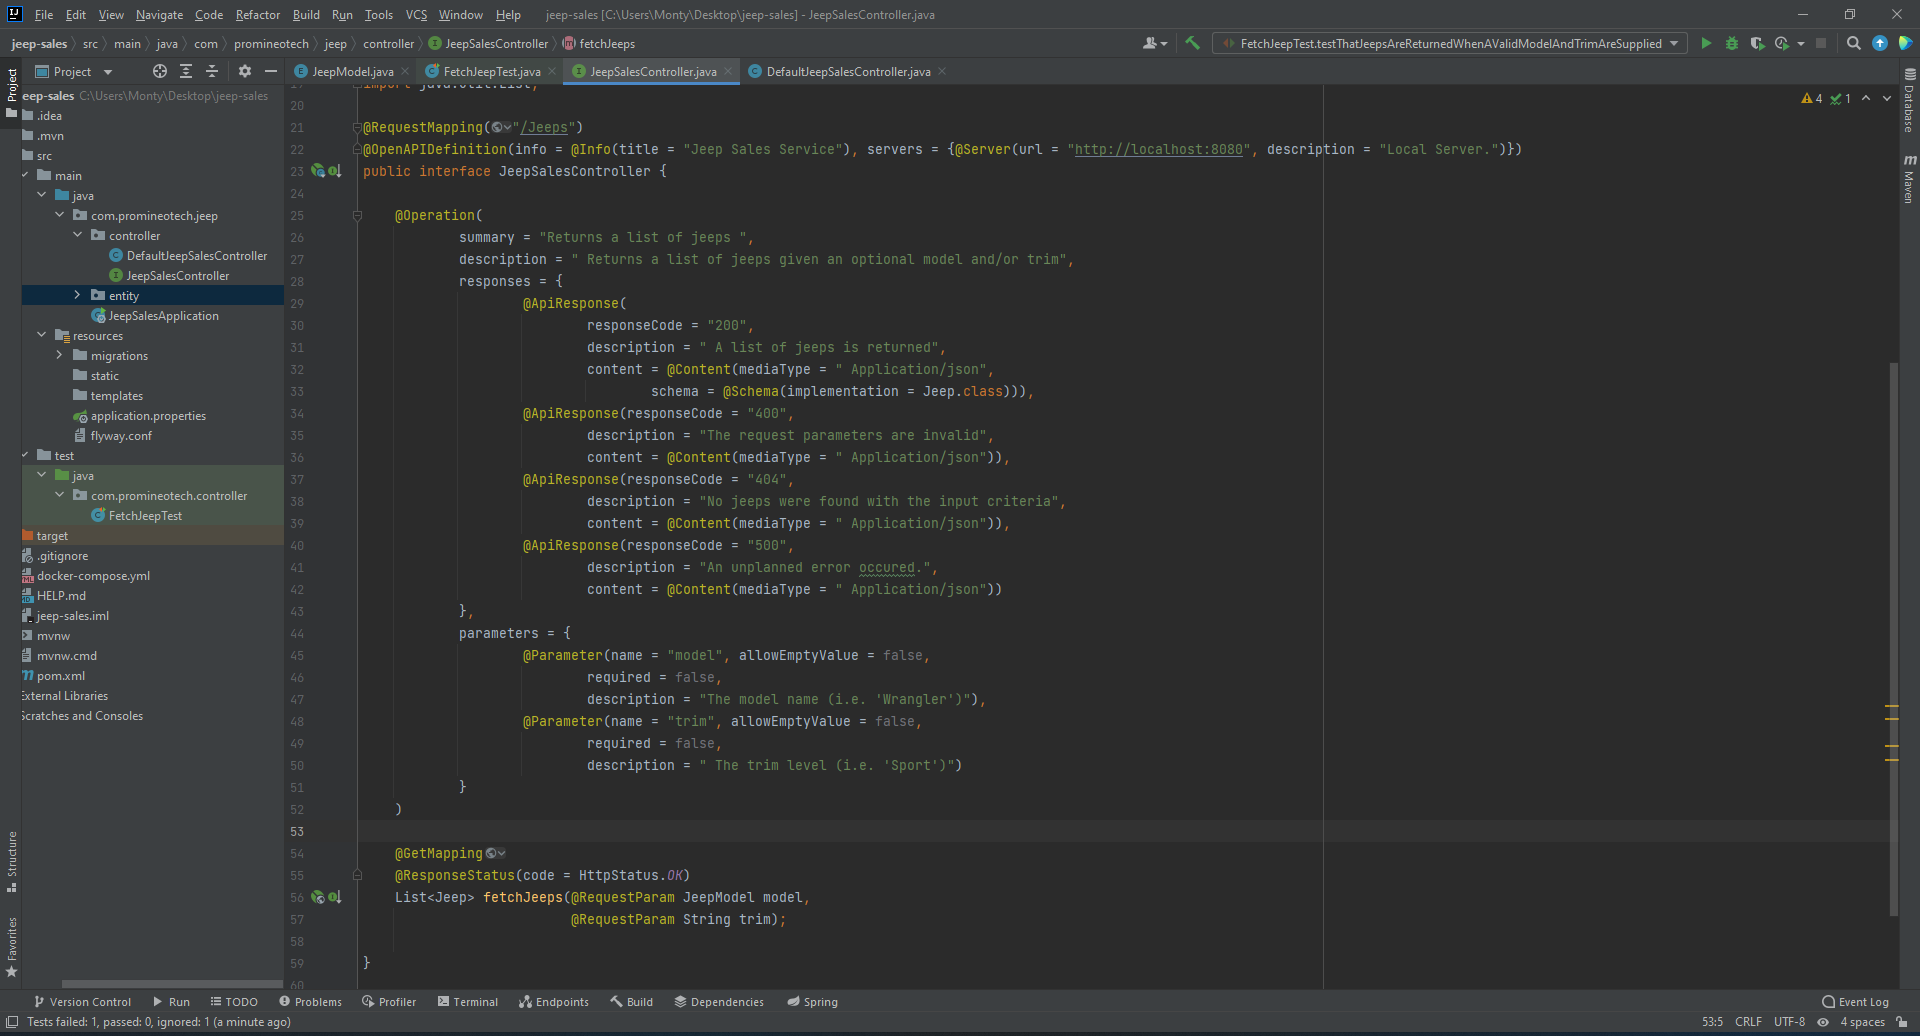 File Edit View Navigate Code Refactor Build Run Tools VCS Window Help jeep-sales [C:\Users\Monty\Desktop\jeep-sales] - JeepSalesController.java
jeep-sales src main java com promineotech jeep controller JeepSalesController fetchJeeps FetchJeepTest.testThatJeepsAreReturnedWhenAValidModelAndTrimAreSupplied
Project JeepModel.java FetchJeepTest.java JeepSalesController.java DefaultJeepSalesController.java
Project
Structure
Favorites
eep-sales C:\Users\Monty\Desktop\jeep-sales
.idea
.mvn
src
main
java
com.promineotech.jeep
controller
DefaultJeepSalesController
JeepSalesController
entity
JeepSalesApplication
resources
migrations
static
templates
application.properties
flyway.conf
test
java
com.promineotech.controller
FetchJeepTest
target
.gitignore
docker-compose.yml
HELP.md
jeep-sales.iml
mvnw
mvnw.cmd
pom.xml
External Libraries
Scratches and Consoles
19 import java.util.List;
20
21 @RequestMapping("/Jeeps")
22 @OpenAPIDefinition(info = @Info(title = "Jeep Sales Service"), servers = {@Server(url = "http://localhost:8080", description = "Local Server.")})
23 public interface JeepSalesController {
24
25 @Operation(
26 summary = "Returns a list of jeeps ",
27 description = " Returns a list of jeeps given an optional model and/or trim",
28 responses = {
29 @ApiResponse(
30 responseCode = "200",
31 description = " A list of jeeps is returned",
32 content = @Content(mediaType = " Application/json",
33 schema = @Schema(implementation = Jeep.class))),
34 @ApiResponse(responseCode = "400",
35 description = "The request parameters are invalid",
36 content = @Content(mediaType = " Application/json")),
37 @ApiResponse(responseCode = "404",
38 description = "No jeeps were found with the input criteria",
39 content = @Content(mediaType = " Application/json")),
40 @ApiResponse(responseCode = "500",
41 description = "An unplanned error occured.",
42 content = @Content(mediaType = " Application/json"))
43 },
44 parameters = {
45 @Parameter(name = "model", allowEmptyValue = false,
46 required = false,
47 description = "The model name (i.e. 'Wrangler')"),
48 @Parameter(name = "trim", allowEmptyValue = false,
49 required = false,
50 description = " The trim level (i.e. 'Sport')")
51 }
52 )
53
54 @GetMapping
55 @ResponseStatus(code = HttpStatus.OK)
56 List<Jeep> fetchJeeps(@RequestParam JeepModel model,
57 @RequestParam String trim);
58
59 }
60
4 1
Database
Maven
Version Control Run TODO Problems Profiler Terminal Endpoints Build Dependencies Spring Event Log
Tests failed: 1, passed: 0, ignored: 1 (a minute ago) 53:5 CRLF UTF-8 4 spaces